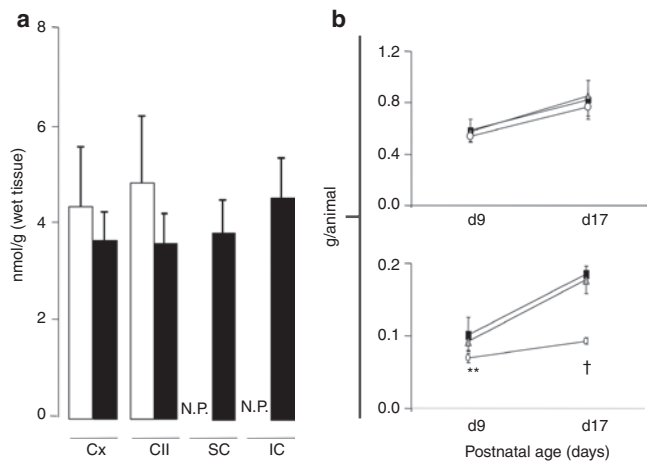 a
b
8
6
4
2
0
nmol/g (wet tissue)
N.P.
N.P.
Cx
CII
SC
IC
g/animal
1.2
0.8
0.4
0.0
d9
d17
0.2
0.1
0.0
**
†
d9
d17
Postnatal age (days)